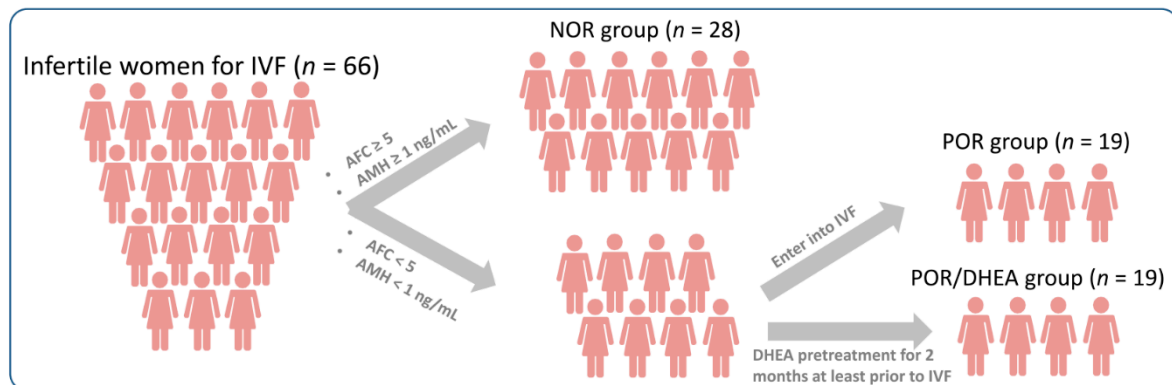 Infertile women for IVF (n = 66)
• AFC ≥ 5
• AMH ≥ 1 ng/mL
• AFC < 5
• AMH < 1 ng/mL
NOR group (n = 28)
Enter into IVF
DHEA pretreatment for 2
months at least prior to IVF
POR group (n = 19)
POR/DHEA group (n = 19)